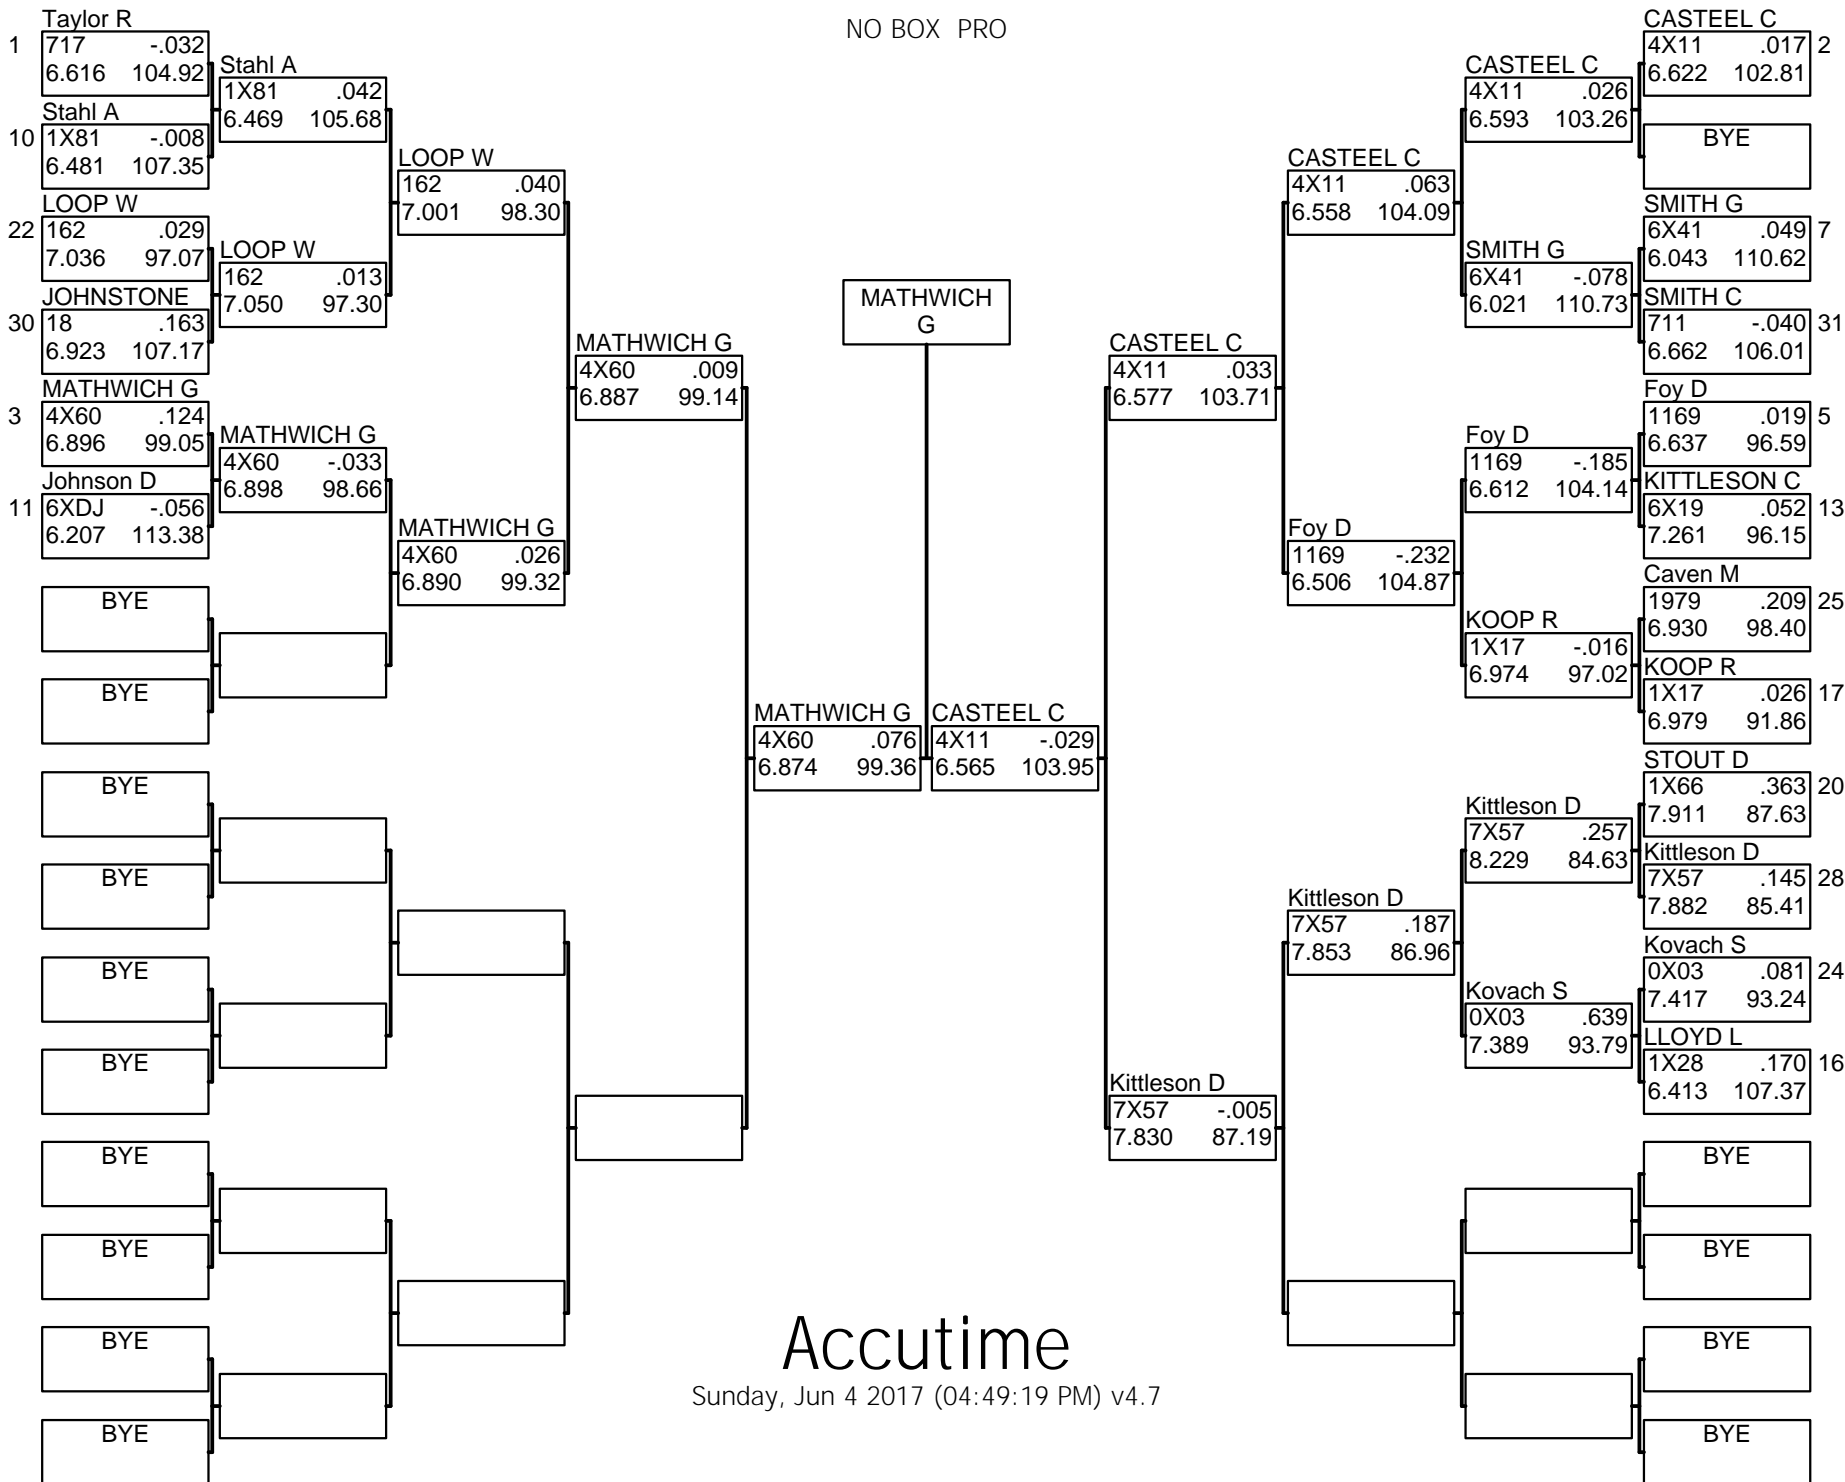 NO BOX PRO
Taylor R
1 717 -.032
6.616 104.92
Stahl A
10 1X81 -.008
6.481 107.35
LOOP W
22 162 .029
7.036 97.07
JOHNSTONE
30 18 .163
6.923 107.17
MATHWICH G
3 4X60 .124
6.896 99.05
Johnson D
11 6XDJ -.056
6.207 113.38
BYE
BYE
BYE
BYE
BYE
BYE
BYE
BYE
BYE
BYE
Stahl A
1X81 .042
6.469 105.68
LOOP W
162 .013
7.050 97.30
MATHWICH G
4X60 -.033
6.898 98.66
LOOP W
162 .040
7.001 98.30
MATHWICH G
4X60 .026
6.890 99.32
MATHWICH G
4X60 .009
6.887 99.14
MATHWICH G
4X60 .076
6.874 99.36
MATHWICH
G
CASTEEL C
4X11 -.029
6.565 103.95
CASTEEL C
4X11 .033
6.577 103.71
Kittleson D
7X57 -.005
7.830 87.19
CASTEEL C
4X11 .063
6.558 104.09
Foy D
1169 -.232
6.506 104.87
Kittleson D
7X57 .187
7.853 86.96
CASTEEL C
4X11 .026
6.593 103.26
SMITH G
6X41 -.078
6.021 110.73
Foy D
1169 -.185
6.612 104.14
KOOP R
1X17 -.016
6.974 97.02
Kittleson D
7X57 .257
8.229 84.63
Kovach S
0X03 .639
7.389 93.79
CASTEEL C
4X11 .017 2
6.622 102.81
BYE
SMITH G
6X41 .049 7
6.043 110.62
SMITH C
711 -.040 31
6.662 106.01
Foy D
1169 .019 5
6.637 96.59
KITTLESON C
6X19 .052 13
7.261 96.15
Caven M
1979 .209 25
6.930 98.40
KOOP R
1X17 .026 17
6.979 91.86
STOUT D
1X66 .363 20
7.911 87.63
Kittleson D
7X57 .145 28
7.882 85.41
Kovach S
0X03 .081 24
7.417 93.24
LLOYD L
1X28 .170 16
6.413 107.37
BYE
BYE
BYE
BYE
Accutime
Sunday, Jun 4 2017 (04:49:19 PM) v4.7